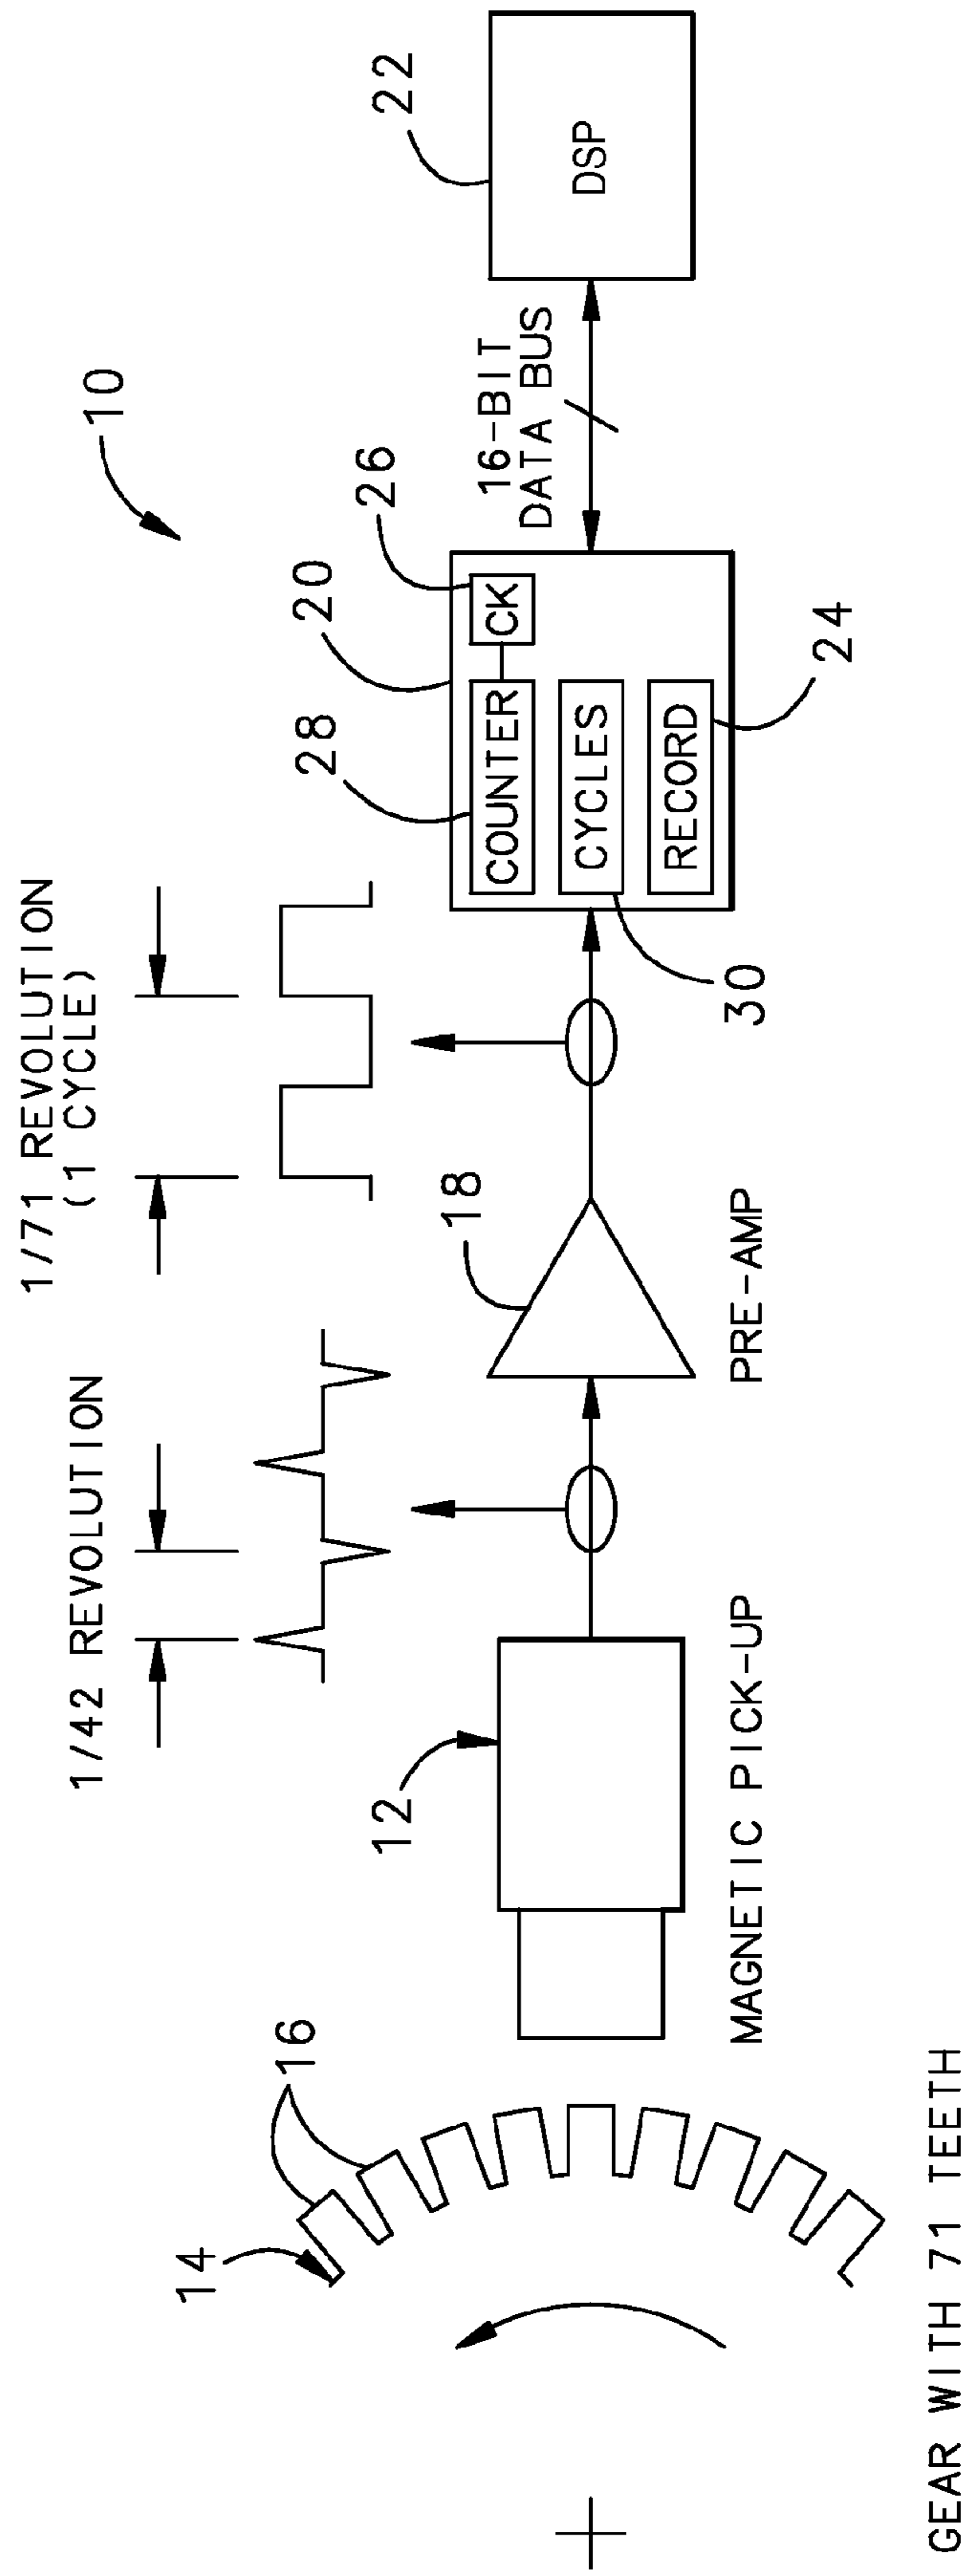 10
1/71 REVOLUTION
(1 CYCLE)
1/42 REVOLUTION
14
16
12
18
28
20
26
22
16-BIT
DATA BUS
COUNTER
CK
CYCLES
RECORD
DSP
30
24
MAGNETIC PICK-UP
PRE-AMP
GEAR WITH 71 TEETH